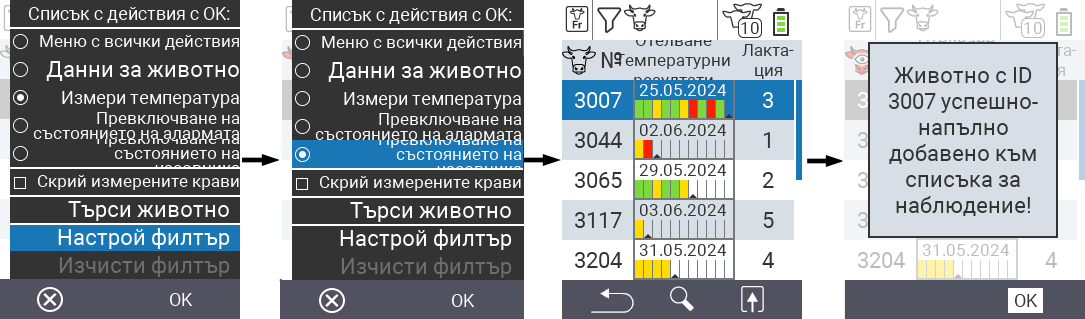 Списък с действия с OK:
Меню с всички действия
Данни за животно
Измери температура
Превключване на
състоянието на алармата
Превключване на
състоянието на
Скрий измерените крави
Търси животно
Настрой филтър
Изчисти филтър
OK
Списък с действия с OK:
Меню с всички действия
Данни за животно
Измери температура
Превключване на
състоянието на алармата
Превключване на
състоянието на
Скрий измерените крави
Търси животно
Настрой филтър
Изчисти филтър
OK
Fr
10
№
Отелване
Температурни
резултати
Лакта-
ция
3007 25.05.2024 3
3044 02.06.2024 1
3065 29.05.2024 2
3117 03.06.2024 5
3204 31.05.2024 4
Fr
10
Животно с ID
3007 успешно-
напълно
добавено към
списъка за
наблюдение!
3204 31.05.2024 4
OK